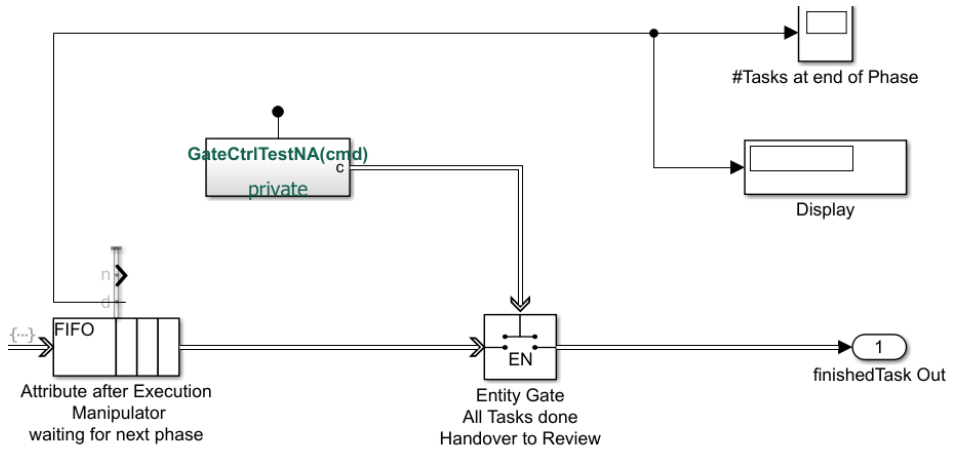 #Tasks at end of Phase
GateCtrlTestNA(cmd)
c
private
Display
n
d
{...}
FIFO
EN
1
Attribute after Execution
Manipulator
waiting for next phase
Entity Gate
All Tasks done
Handover to Review
finishedTask Out